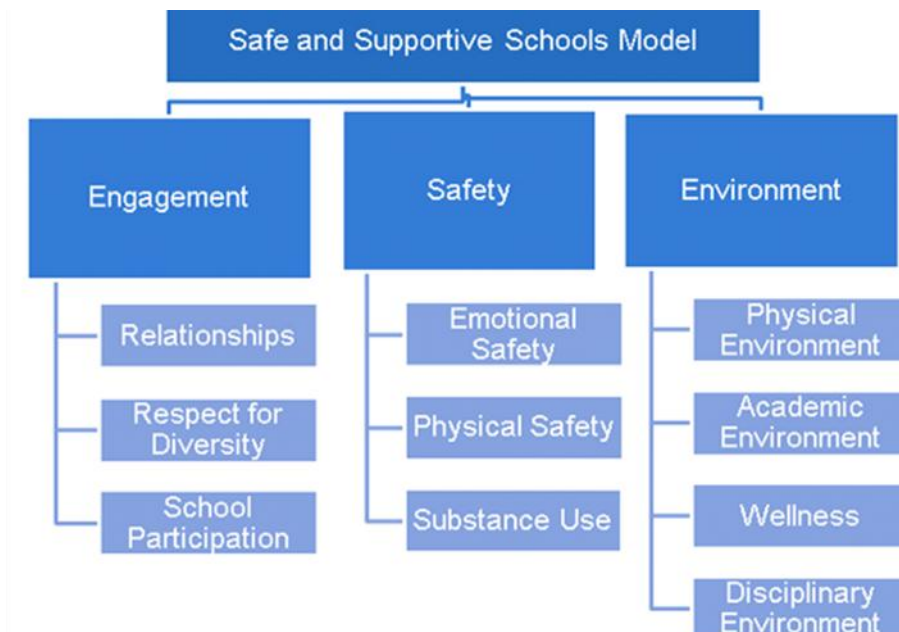 Safe and Supportive Schools Model
Engagement
Relationships
Respect for
Diversity
School
Participation
Safety
Emotional
Safety
Physical Safety
Substance Use
Environment
Physical
Environment
Academic
Environment
Wellness
Disciplinary
Environment